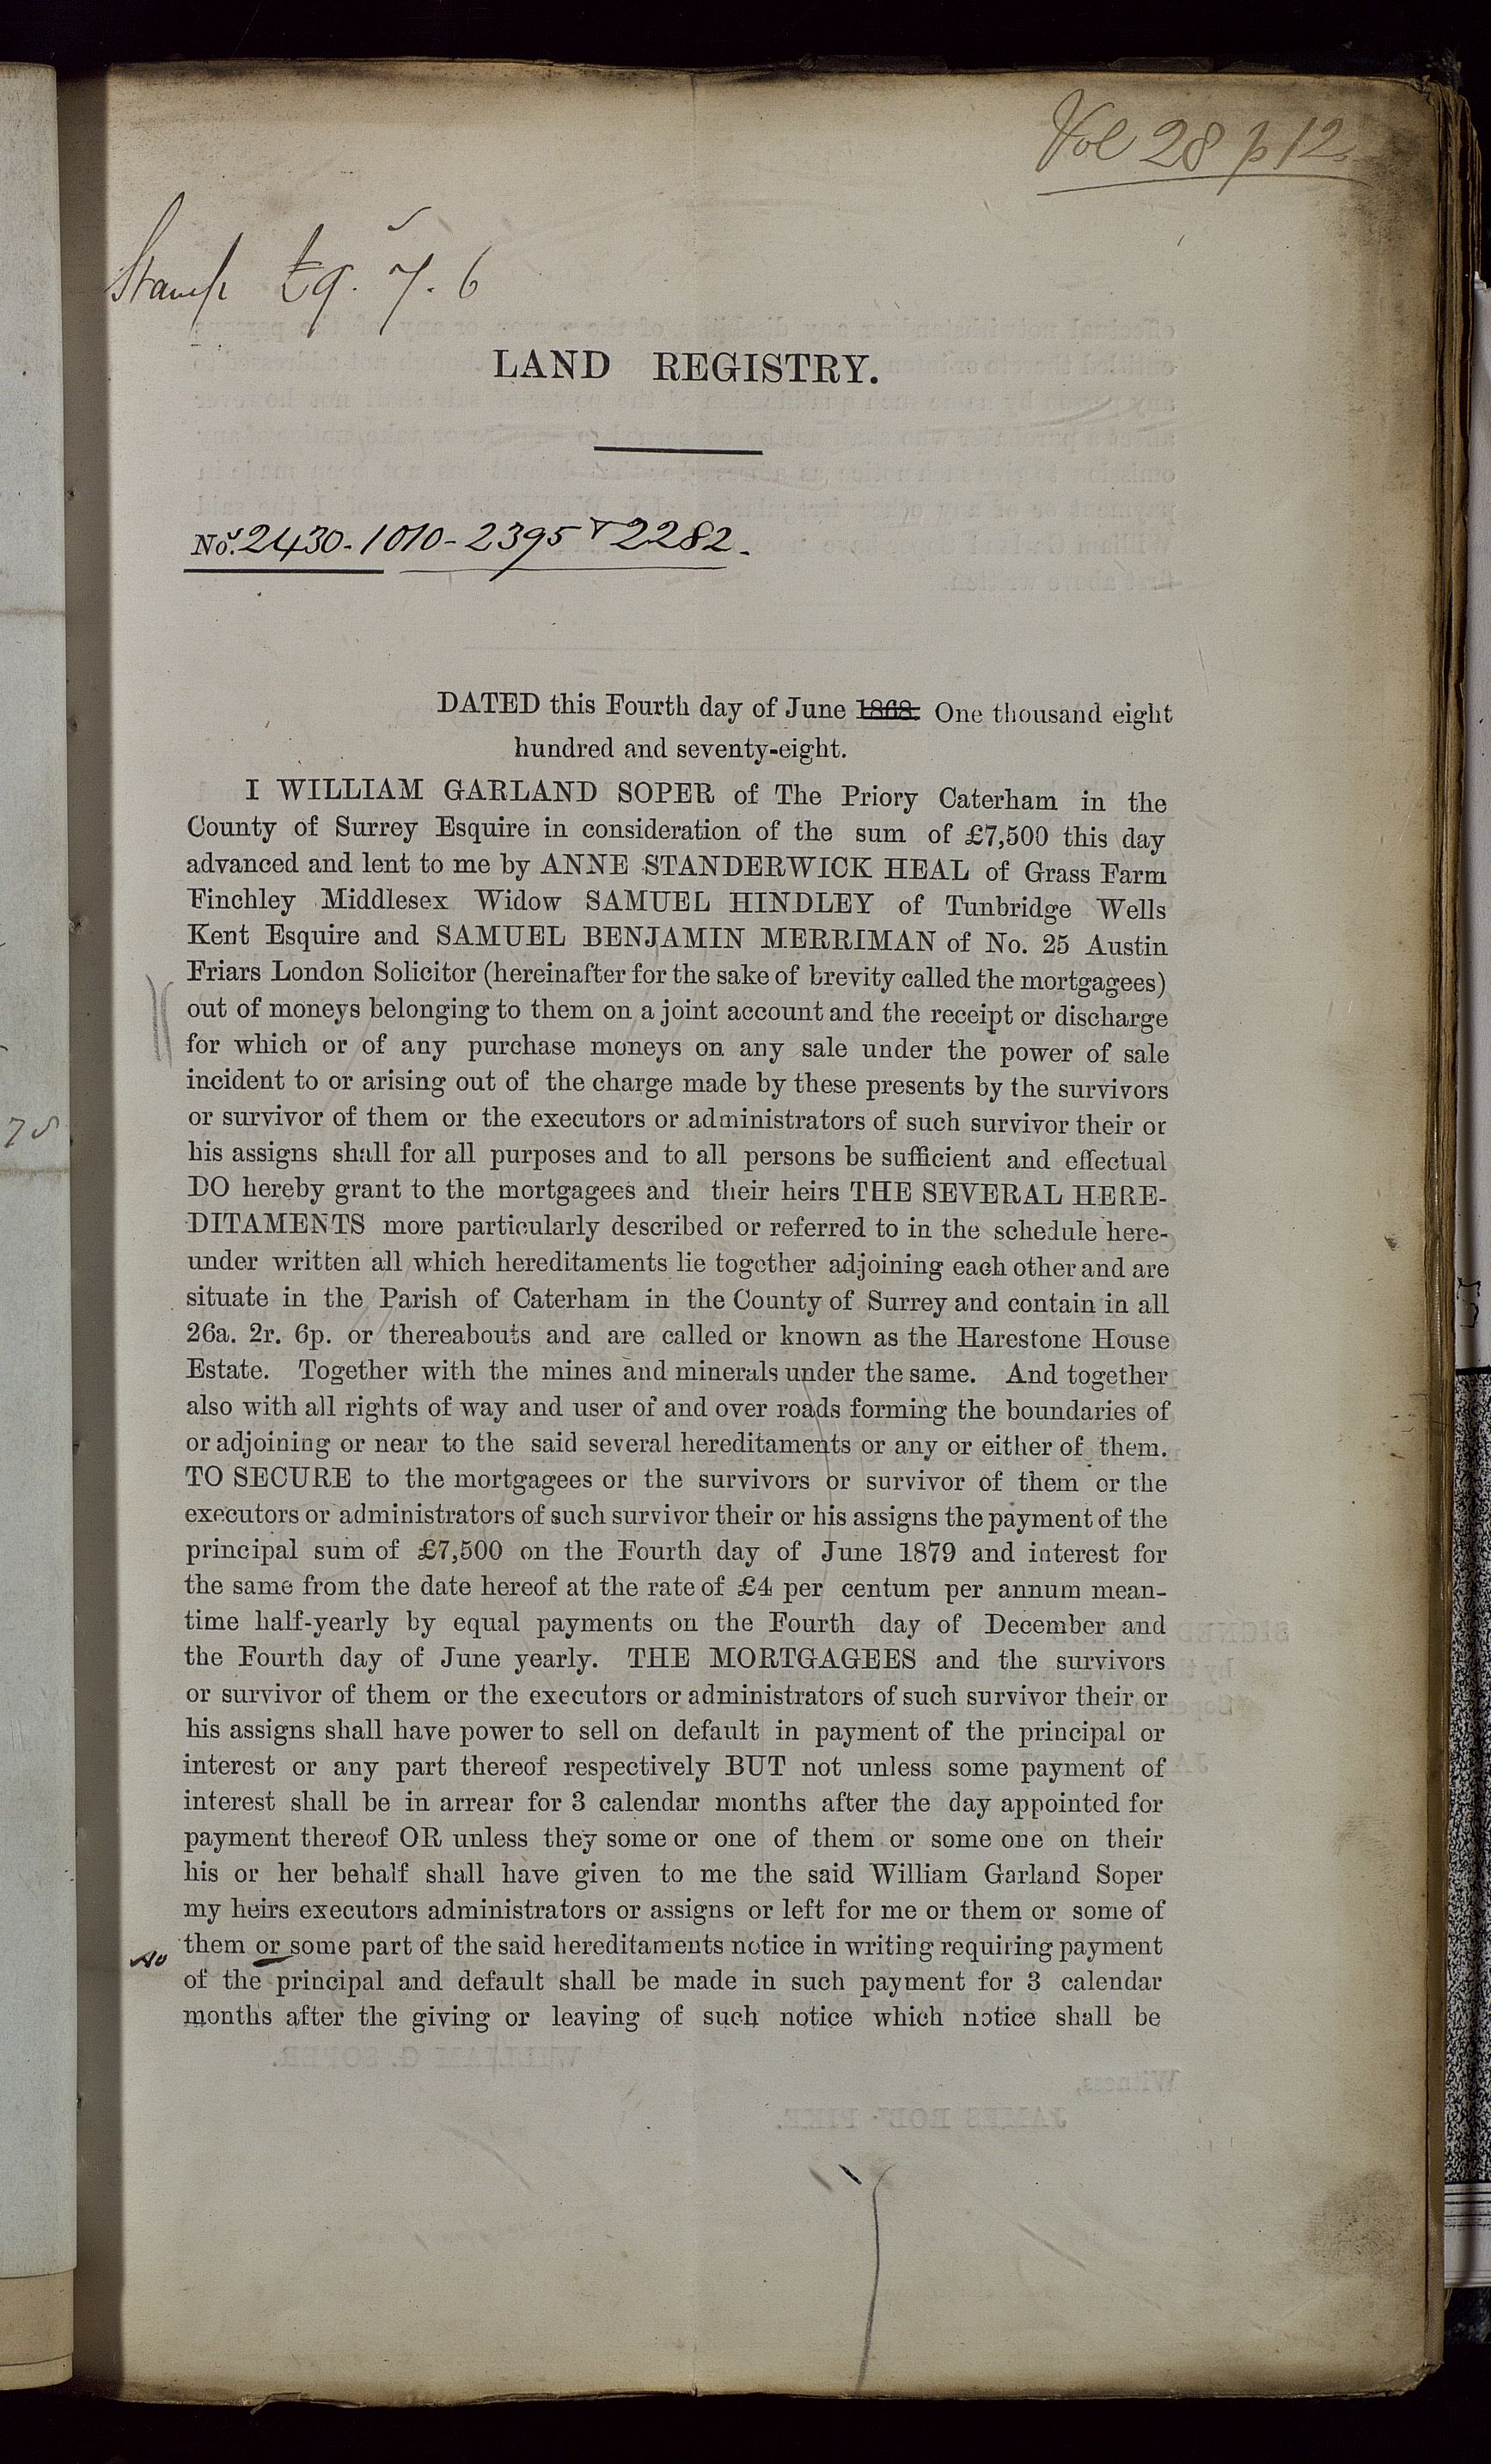 Vol 28 p 12.
Stamp £9. 7. 6
LAND REGISTRY.
Nos. 2430 - 1010 - 2395 & 2282.
DATED this Fourth day of June 1868. One thousand eight
hundred and seventy-eight.
I WILLIAM GARLAND SOPER of The Priory Caterham in the
County of Surrey Esquire in consideration of the sum of £7,500 this day
advanced and lent to me by ANNE STANDERWICK HEAL of Grass Farm
Finchley Middlesex Widow SAMUEL HINDLEY of Tunbridge Wells
Kent Esquire and SAMUEL BENJAMIN MERRIMAN of No. 25 Austin
Friars London Solicitor (hereinafter for the sake of brevity called the mortgagees)
out of moneys belonging to them on a joint account and the receipt or discharge
for which or of any purchase moneys on any sale under the power of sale
incident to or arising out of the charge made by these presents by the survivors
or survivor of them or the executors or administrators of such survivor their or
his assigns shall for all purposes and to all persons be sufficient and effectual
DO hereby grant to the mortgagees and their heirs THE SEVERAL HERE-
DITAMENTS more particularly described or referred to in the schedule here-
under written all which hereditaments lie together adjoining each other and are
situate in the Parish of Caterham in the County of Surrey and contain in all
26a. 2r. 6p. or thereabouts and are called or known as the Harestone House
Estate. Together with the mines and minerals under the same. And together
also with all rights of way and user of and over roads forming the boundaries of
or adjoining or near to the said several hereditaments or any or either of them.
TO SECURE to the mortgagees or the survivors or survivor of them or the
executors or administrators of such survivor their or his assigns the payment of the
principal sum of £7,500 on the Fourth day of June 1879 and interest for
the same from the date hereof at the rate of £4 per centum per annum mean-
time half-yearly by equal payments on the Fourth day of December and
the Fourth day of June yearly. THE MORTGAGEES and the survivors
or survivor of them or the executors or administrators of such survivor their or
his assigns shall have power to sell on default in payment of the principal or
interest or any part thereof respectively BUT not unless some payment of
interest shall be in arrear for 3 calendar months after the day appointed for
payment thereof OR unless they some or one of them or some one on their
his or her behalf shall have given to me the said William Garland Soper
my heirs executors administrators or assigns or left for me or them or some of
them or some part of the said hereditaments notice in writing requiring payment
of the principal and default shall be made in such payment for 3 calendar
months after the giving or leaving of such notice which notice shall be